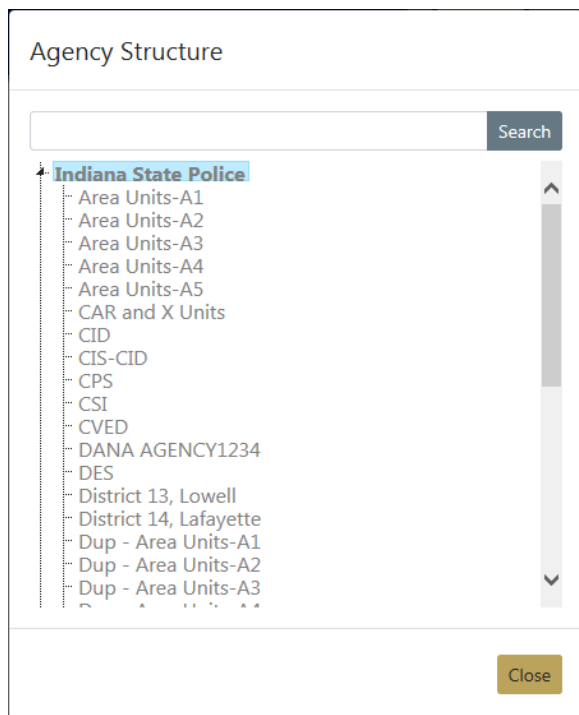 Agency Structure
Search
Indiana State Police
Area Units-A1
Area Units-A2
Area Units-A3
Area Units-A4
Area Units-A5
CAR and X Units
CID
CIS-CID
CPS
CSI
CVED
DANA AGENCY1234
DES
District 13, Lowell
District 14, Lafayette
Dup - Area Units-A1
Dup - Area Units-A2
Dup - Area Units-A3
Close